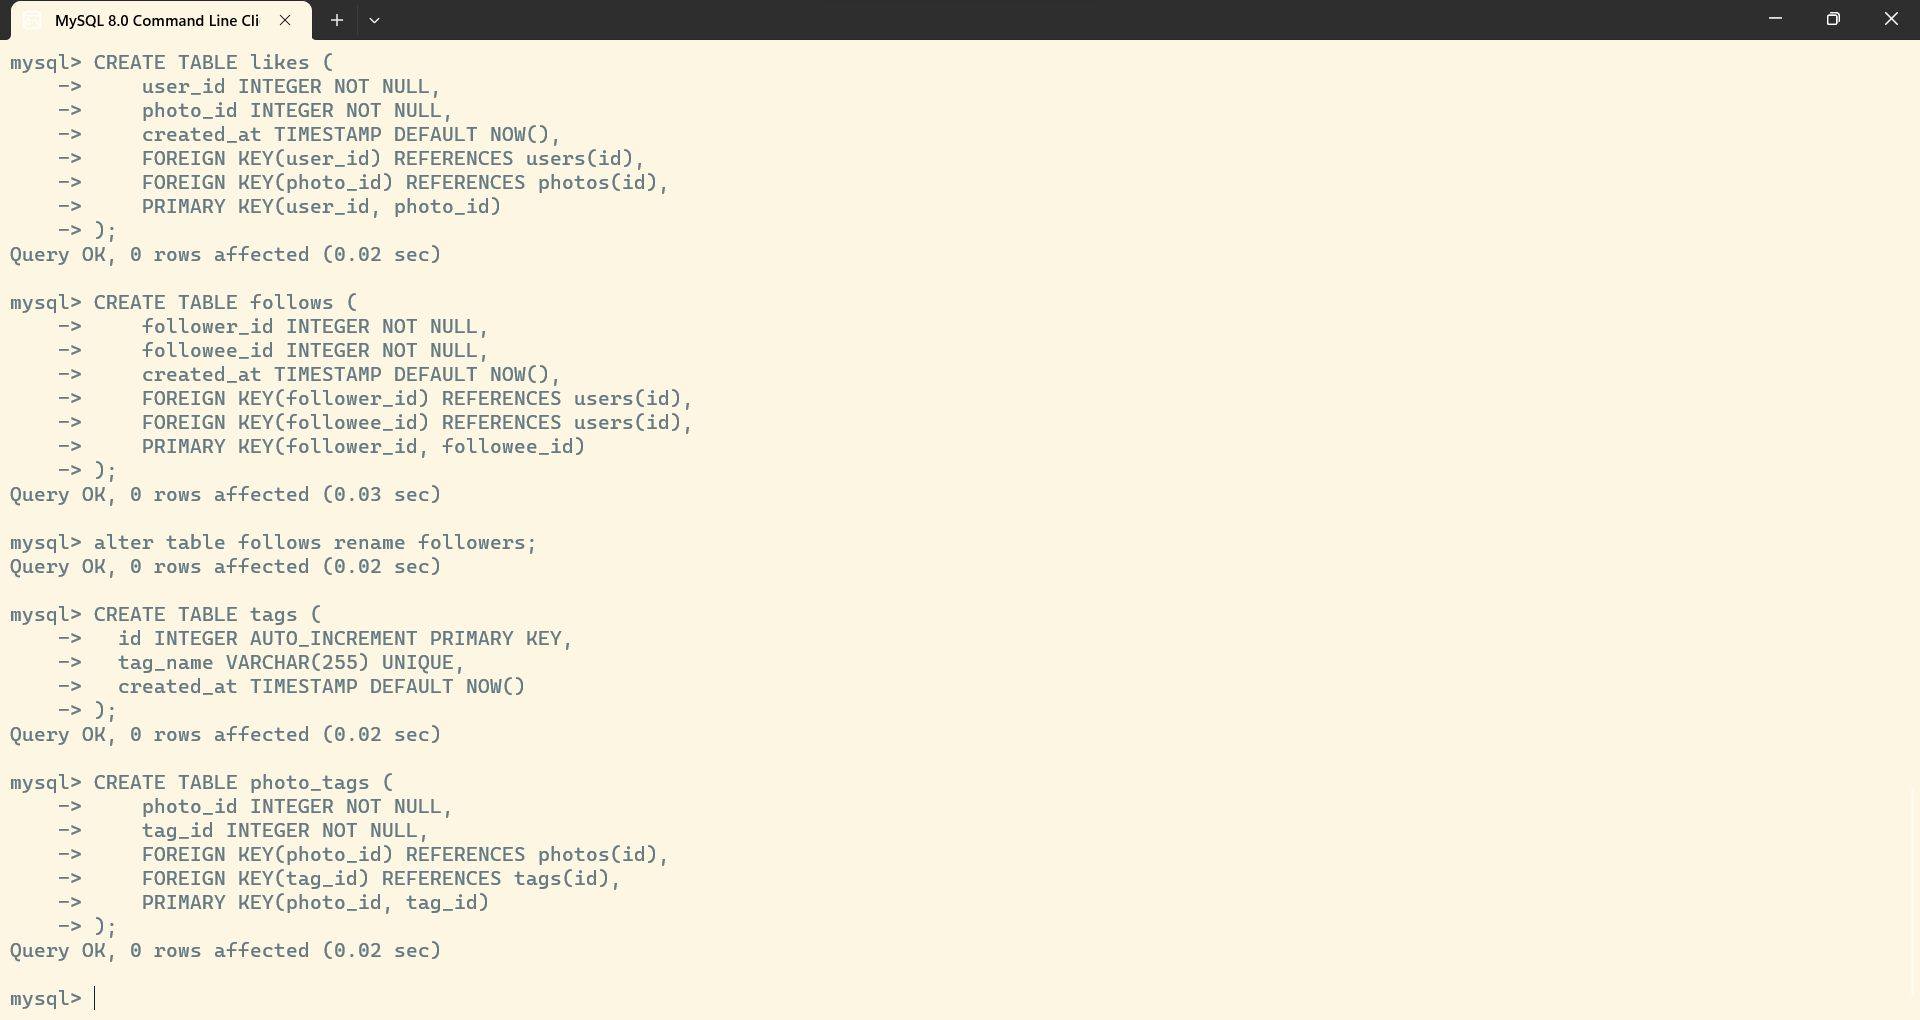 MySQL 8.0 Command Line Cli
mysql> CREATE TABLE likes (
    ->     user_id INTEGER NOT NULL,
    ->     photo_id INTEGER NOT NULL,
    ->     created_at TIMESTAMP DEFAULT NOW(),
    ->     FOREIGN KEY(user_id) REFERENCES users(id),
    ->     FOREIGN KEY(photo_id) REFERENCES photos(id),
    ->     PRIMARY KEY(user_id, photo_id)
    -> );
Query OK, 0 rows affected (0.02 sec)
mysql> CREATE TABLE follows (
    ->     follower_id INTEGER NOT NULL,
    ->     followee_id INTEGER NOT NULL,
    ->     created_at TIMESTAMP DEFAULT NOW(),
    ->     FOREIGN KEY(follower_id) REFERENCES users(id),
    ->     FOREIGN KEY(followee_id) REFERENCES users(id),
    ->     PRIMARY KEY(follower_id, followee_id)
    -> );
Query OK, 0 rows affected (0.03 sec)
mysql> alter table follows rename followers;
Query OK, 0 rows affected (0.02 sec)
mysql> CREATE TABLE tags (
    ->   id INTEGER AUTO_INCREMENT PRIMARY KEY,
    ->   tag_name VARCHAR(255) UNIQUE,
    ->   created_at TIMESTAMP DEFAULT NOW()
    -> );
Query OK, 0 rows affected (0.02 sec)
mysql> CREATE TABLE photo_tags (
    ->     photo_id INTEGER NOT NULL,
    ->     tag_id INTEGER NOT NULL,
    ->     FOREIGN KEY(photo_id) REFERENCES photos(id),
    ->     FOREIGN KEY(tag_id) REFERENCES tags(id),
    ->     PRIMARY KEY(photo_id, tag_id)
    -> );
Query OK, 0 rows affected (0.02 sec)
mysql>